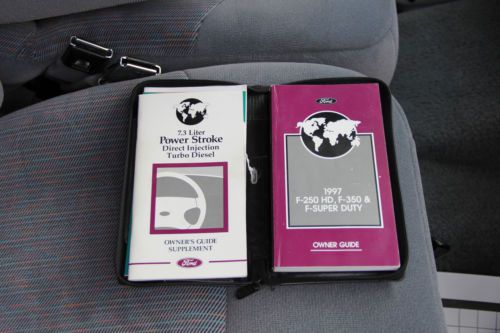 7.3 Liter
Power Stroke
Direct Injection
Turbo Diesel
OWNER'S GUIDE
SUPPLEMENT
Ford
Ford
1997
F-250 HD, F-350 &
F-SUPER DUTY
OWNER GUIDE